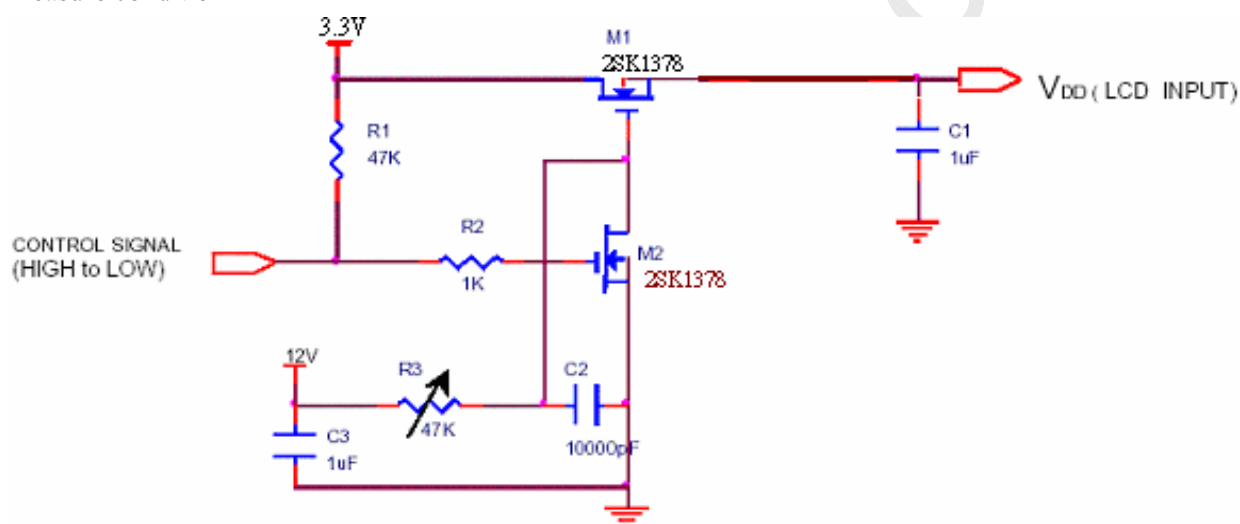 3.3V
M1
2SK1378
VDD ( LCD INPUT)
R1
47K
C1
1uF
CONTROL SIGNAL
(HIGH to LOW)
R2
1K
M2
2SK1378
12V
R3
47K
C2
10000pF
C3
1uF